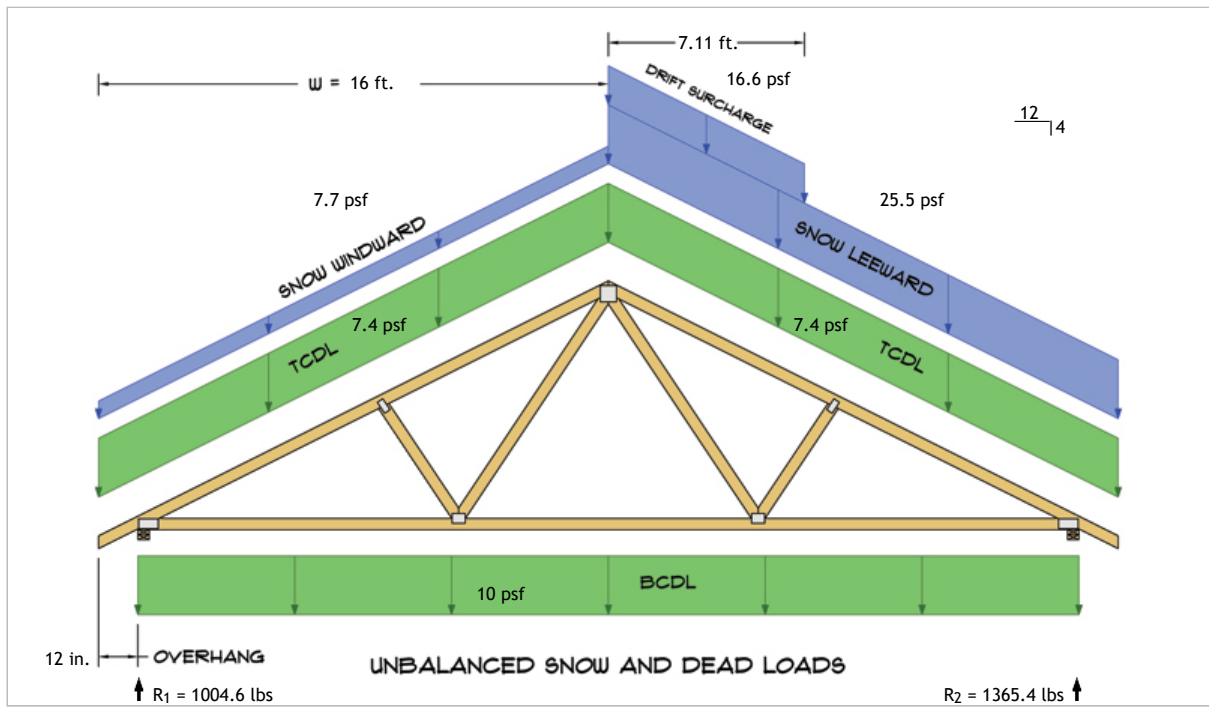 7.11 ft.
W = 16 ft.
DRIFT SURCHARGE
16.6 psf
12
4
7.7 psf
25.5 psf
SNOW WINDWARD
SNOW LEEWARD
7.4 psf
7.4 psf
TCDL
TCDL
10 psf
BCDL
12 in.
OVERHANG
UNBALANCED SNOW AND DEAD LOADS
R1 = 1004.6 lbs
R2 = 1365.4 lbs